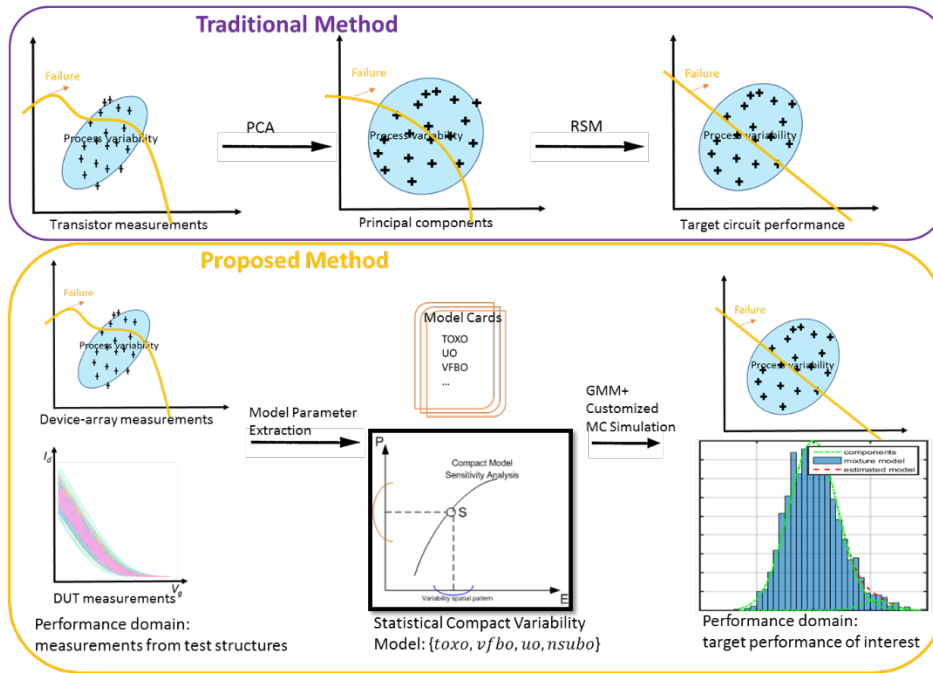 Traditional Method
Failure
Process variability
Transistor measurements
PCA
Process variability
Principal components
RSM
Failure
Process variability
Target circuit performance
Proposed Method
Failure
Process variability
Device-array measurements
Model Parameter
Extraction
Model Cards
TOXO
UO
VFBO
...
GMM+
Customized
MC Simulation
Failure
Process variability
I_d
V_g
DUT measurements
Performance domain:
measurements from test structures
P
Compact Model
Sensitivity Analysis
S
E
Variability spatial pattern
Statistical Compact Variability
Model: {toxo, vfbo, uo, nsubo}
components
mixture model
estimated model
Performance domain:
target performance of interest